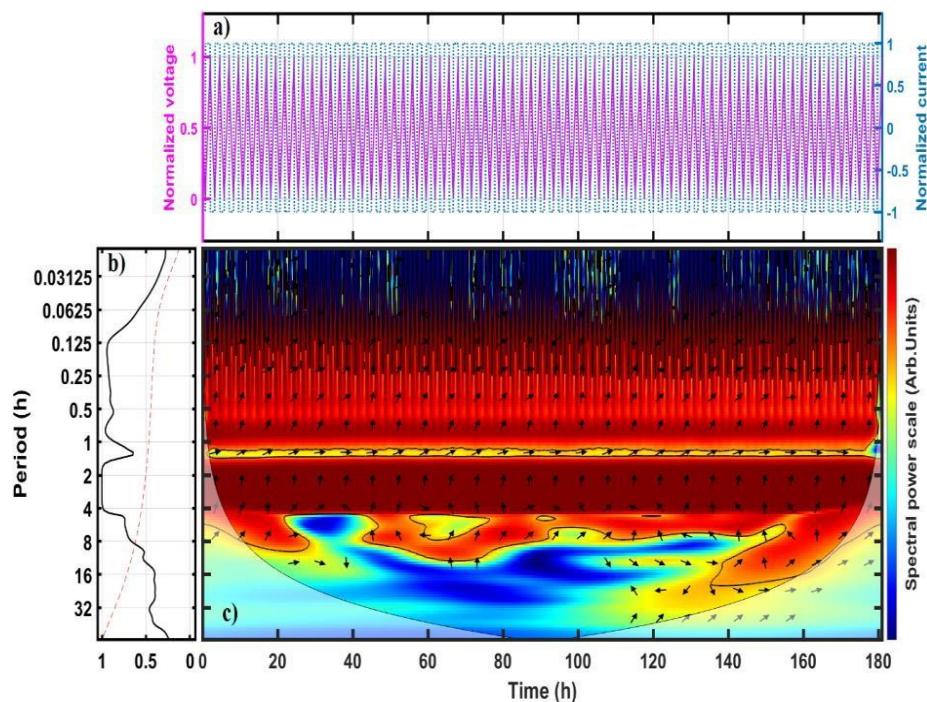 a)
Normalized voltage
1
0.5
0
1
0.5
0
-0.5
-1
Normalized current
b)
Period (h)
0.03125
0.0625
0.125
0.25
0.5
1
2
4
8
16
32
1 0.5 0
c)
0 20 40 60 80 100 120 140 160 180
Time (h)
Spectral power scale (Arb.Units)